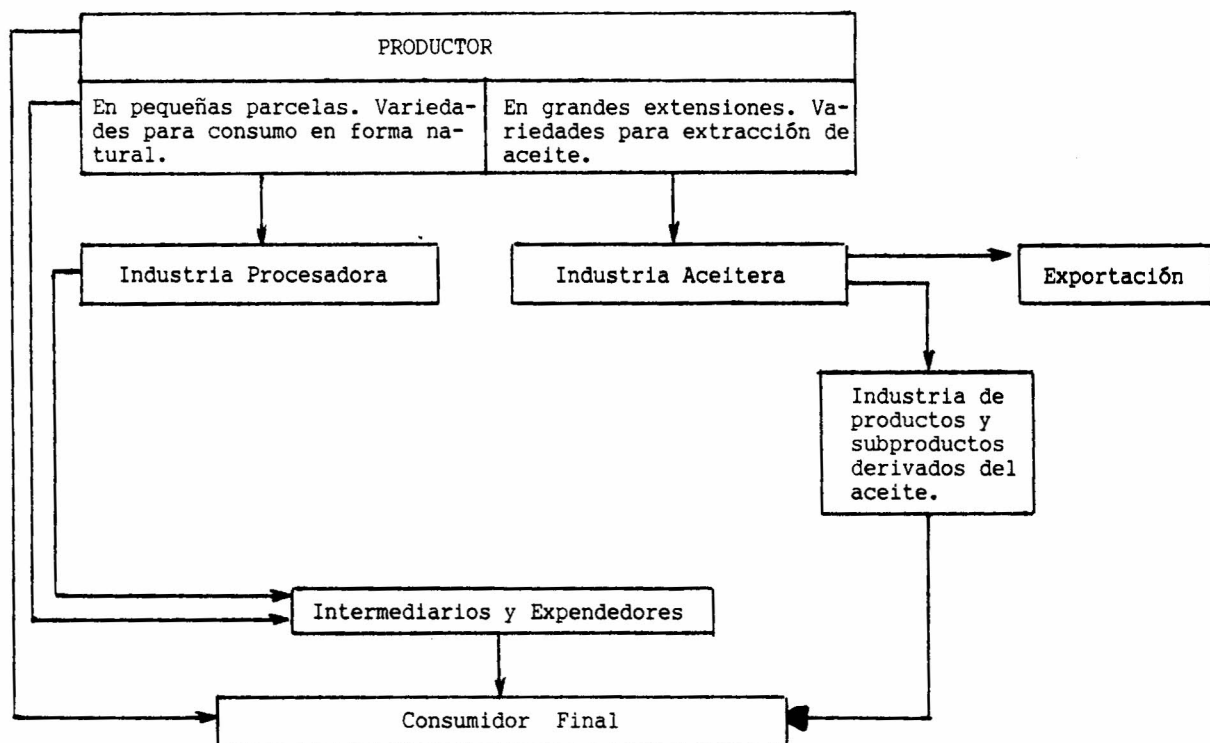 PRODUCTOR
En pequeñas parcelas. Varieda-
des para consumo en forma na-
tural.
En grandes extensiones. Va-
riedades para extracción de
aceite.
Industria Procesadora
Industria Aceitera
Exportación
Industria de
productos y
subproductos
derivados del
aceite.
Intermediarios y Expendedores
Consumidor Final